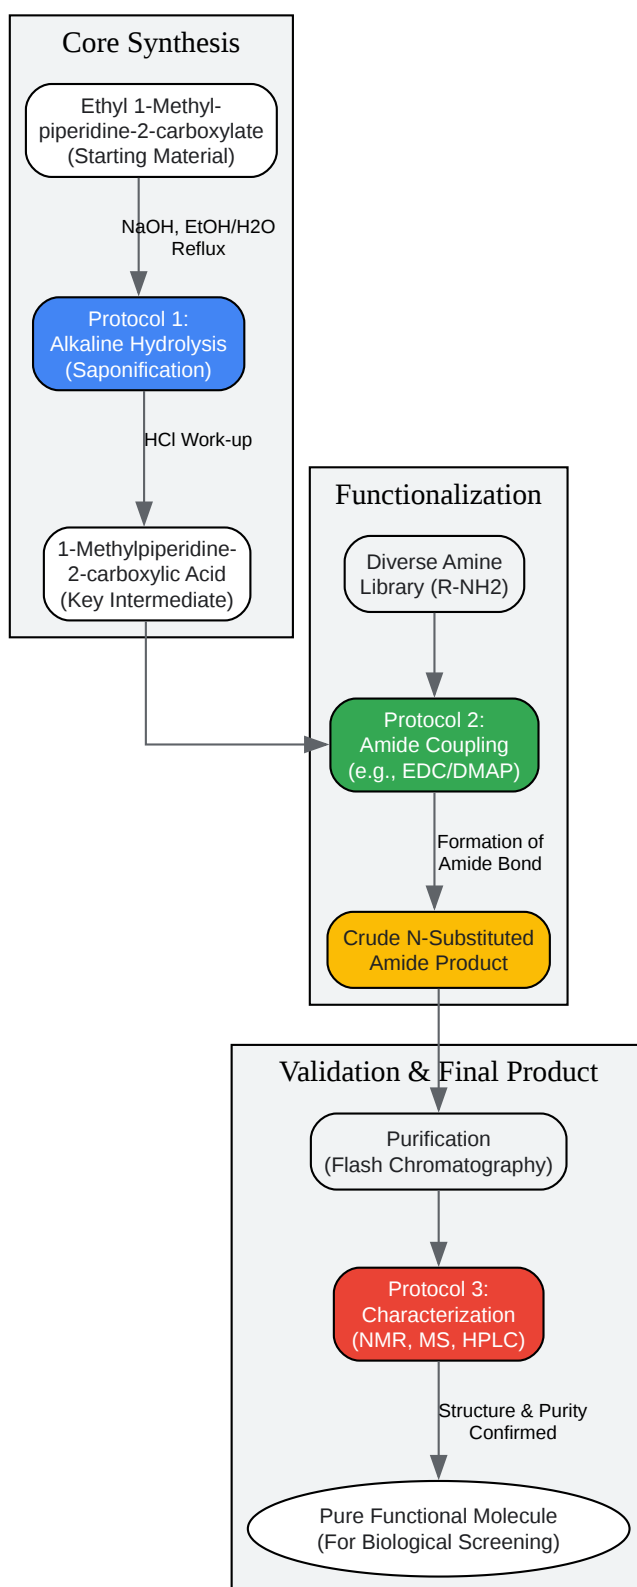 Core Synthesis
Ethyl 1-Methyl-
piperidine-2-carboxylate
(Starting Material)
NaOH, EtOH/H2O
Reflux
Protocol 1:
Alkaline Hydrolysis
(Saponification)
HCl Work-up
1-Methylpiperidine-
2-carboxylic Acid
(Key Intermediate)
Functionalization
Diverse Amine
Library (R-NH2)
Protocol 2:
Amide Coupling
(e.g., EDC/DMAP)
Formation of
Amide Bond
Crude N-Substituted
Amide Product
Validation & Final Product
Purification
(Flash Chromatography)
Protocol 3:
Characterization
(NMR, MS, HPLC)
Structure & Purity
Confirmed
Pure Functional Molecule
(For Biological Screening)